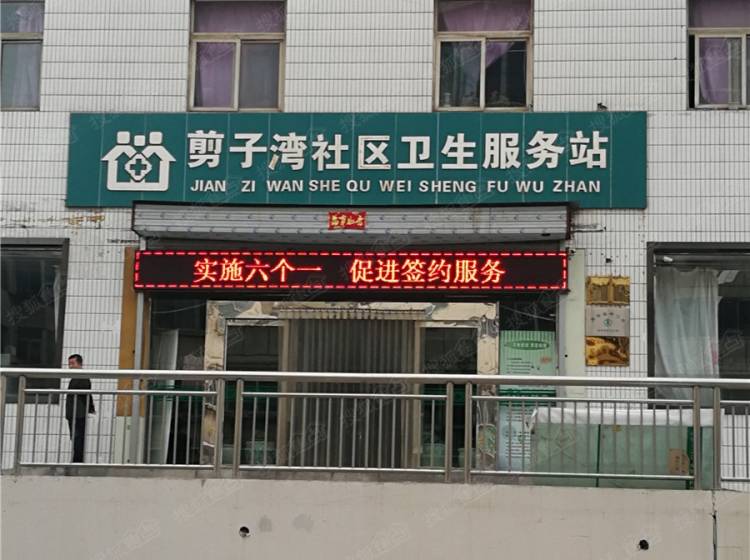 剪子湾社区卫生服务站
JIAN ZI WAN SHE QU WEI SHENG FU WU ZHAN
实施六个一 促进签约服务